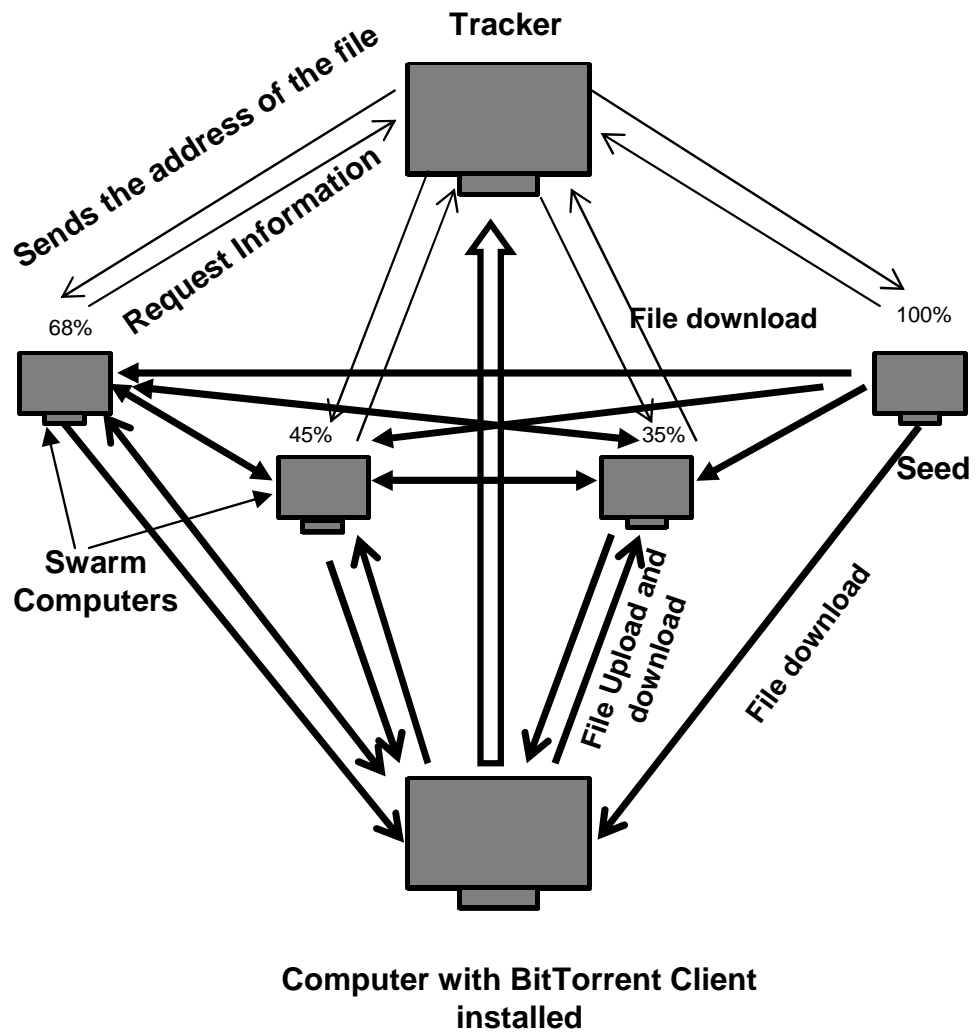 Tracker
Sends the address of the file
Request Information
68%
File download
100%
45%
35%
Seed
Swarm
Computers
File Upload and
download
File download
Computer with BitTorrent Client
installed